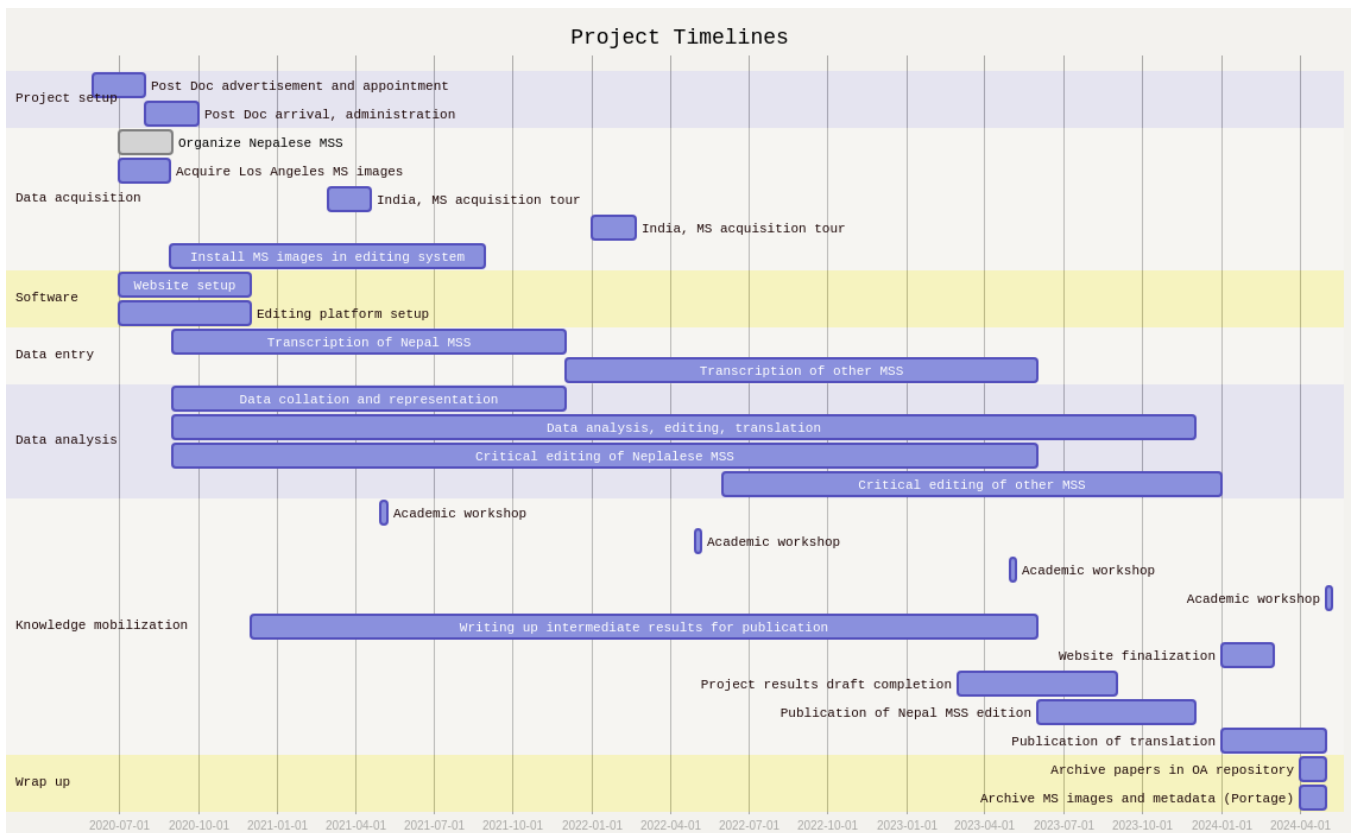 Project Timelines
Post Doc advertisement and appointment
Project setup
Post Doc arrival, administration
Organize Nepalese MSS
Acquire Los Angeles MS images
Data acquisition
India, MS acquisition tour
India, MS acquisition tour
Install MS images in editing system
Website setup
Software
Editing platform setup
Transcription of Nepal MSS
Data entry
Transcription of other MSS
Data collation and representation
Data analysis, editing, translation
Data analysis
Critical editing of Neplalese MSS
Critical editing of other MSS
Academic workshop
Academic workshop
Academic workshop
Academic workshop
Knowledge mobilization
Writing up intermediate results for publication
Website finalization
Project results draft completion
Publication of Nepal MSS edition
Publication of translation
Archive papers in OA repository
Wrap up
Archive MS images and metadata (Portage)
2020-07-01 2020-10-01 2021-01-01 2021-04-01 2021-07-01 2021-10-01 2022-01-01 2022-04-01 2022-07-01 2022-10-01 2023-01-01 2023-04-01 2023-07-01 2023-10-01 2024-01-01 2024-04-01